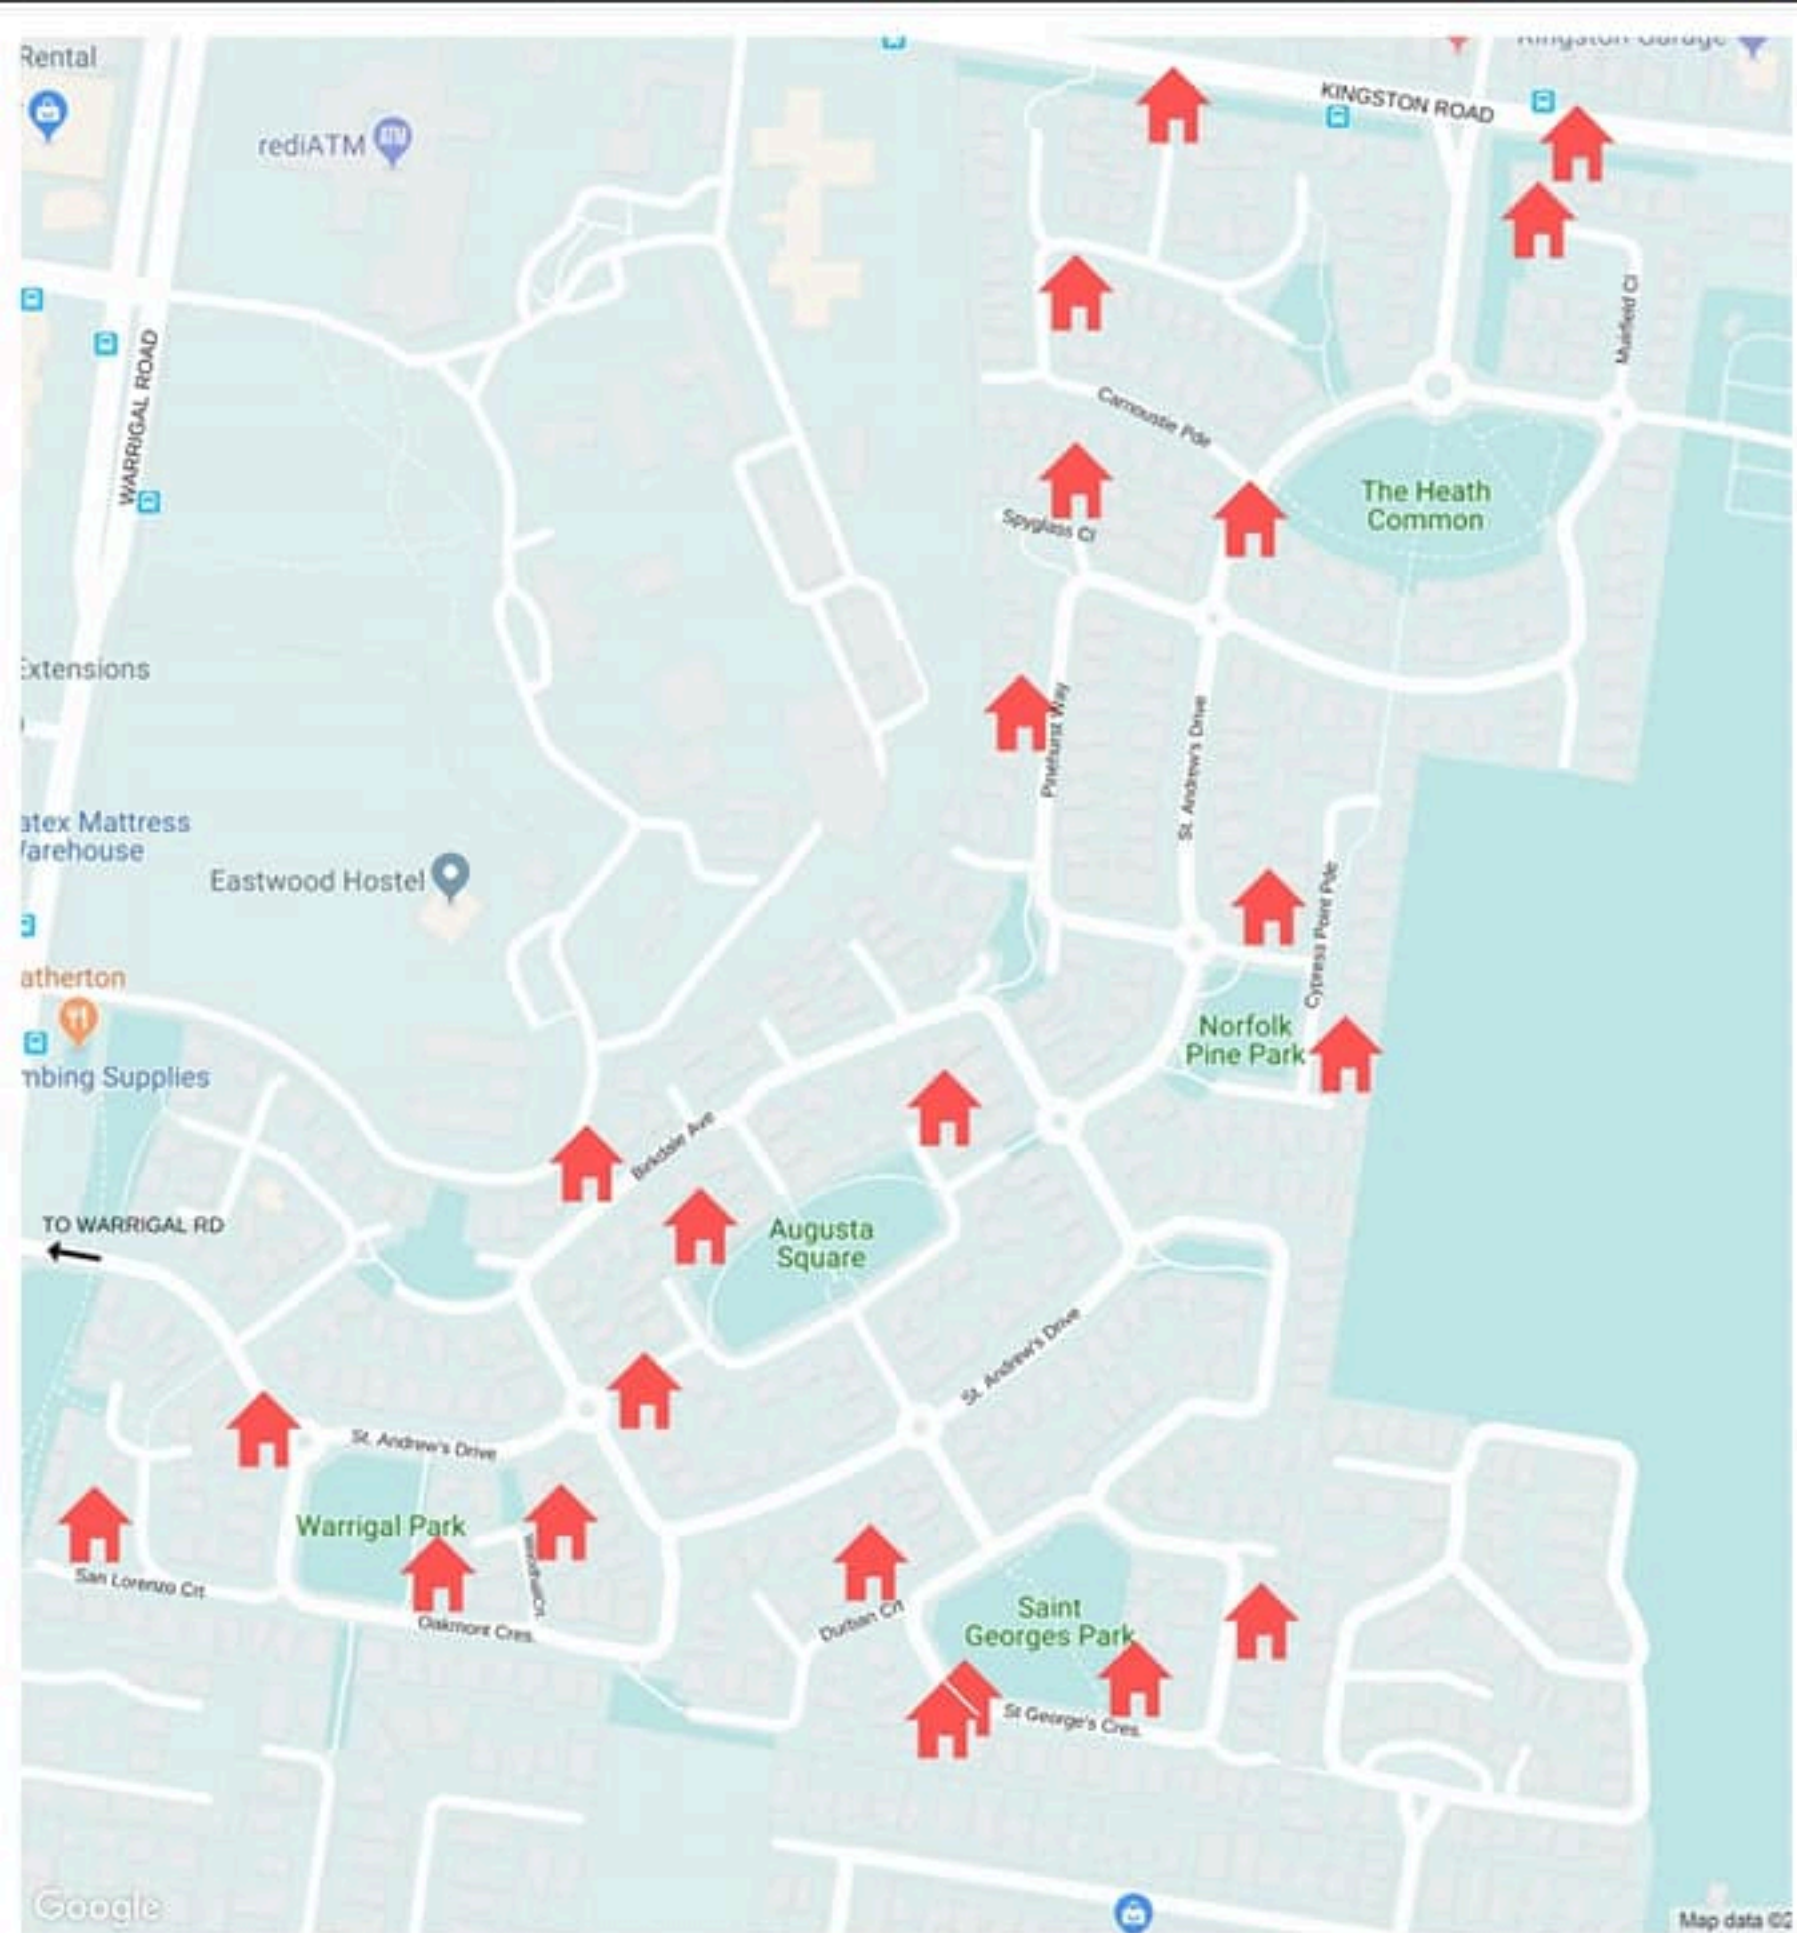 Rental
KINGSTON ROAD
rediATM
ATM
Muirfield Cl
WARRIGAL ROAD
Carnoustie Pde
The Heath
Common
Spyglass Cl
Extensions
Pinehurst Way
St. Andrew's Drive
atex Mattress
Warehouse
Eastwood Hostel
Cypress Point Pde
atherton
Norfolk
Pine Park
mbing Supplies
Birkdale Ave
TO WARRIGAL RD
Augusta
Square
St. Andrew's Drive
St. Andrew's Drive
Warrigal Park
San Lorenzo Crt
Oakmont Cres.
Durban Crt
Saint
Georges Park
St George's Cres.
Google
Map data ©2